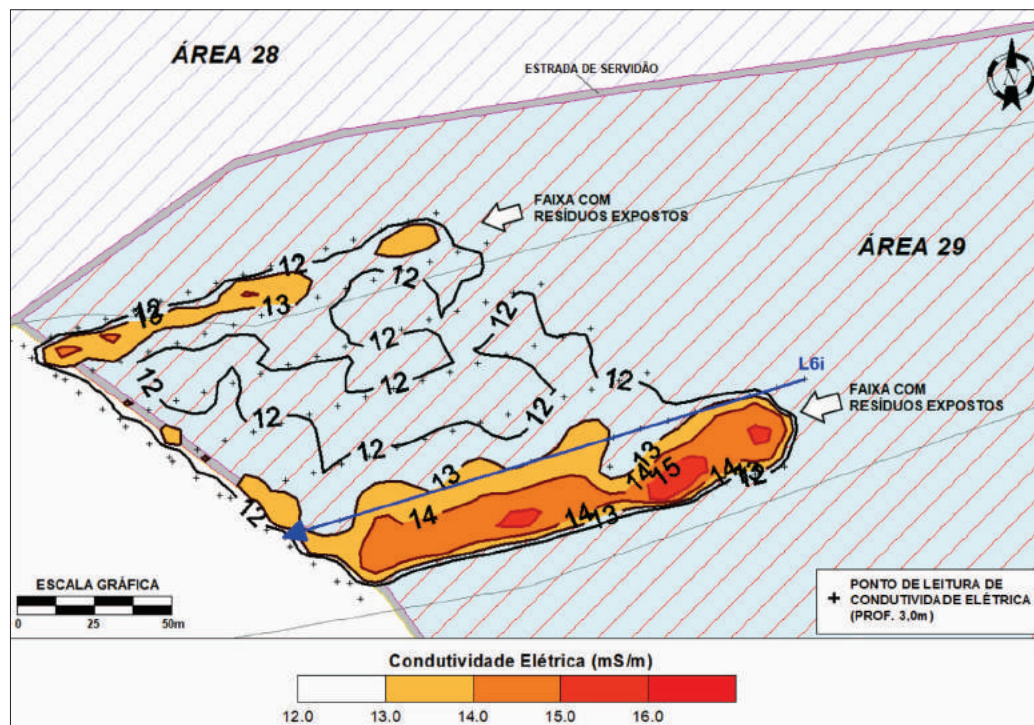 ÁREA 28
ESTRADA DE SERVIDÃO
N
FAIXA COM
RESÍDUOS EXPOSTOS
ÁREA 29
12
12
12
13
13
12
12
12
12
12
12
12
12
L6i
FAIXA COM
RESÍDUOS EXPOSTOS
13
13
14
15
14
13
12
14
14
13
12
ESCALA GRÁFICA
0 25 50m
+ PONTO DE LEITURA DE
CONDUTIVIDADE ELÉTRICA
(PROF. 3,0m)
Condutividade Elétrica (mS/m)
12.0 13.0 14.0 15.0 16.0